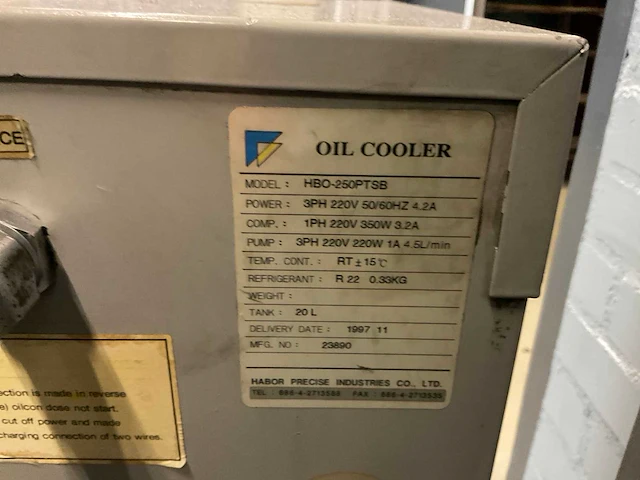 CE
OIL COOLER
MODEL : HBO-250PTSB
POWER : 3PH 220V 50/60HZ 4.2A
COMP. : 1PH 220V 350W 3.2A
PUMP : 3PH 220V 220W 1A 4.5L/min
TEMP. CONT. : RT ± 15℃
REFRIGERANT : R 22 0.33KG
WEIGHT :
TANK : 20 L
DELIVERY DATE : 1997 11
MFG. NO : 23890
HABOR PRECISE INDUSTRIES CO., LTD.
TEL : 886-4-2713588 FAX : 886-4-2713535
ection is made in reverse
e) oilcon dose not start.
cut off power and made
charging connection of two wires.